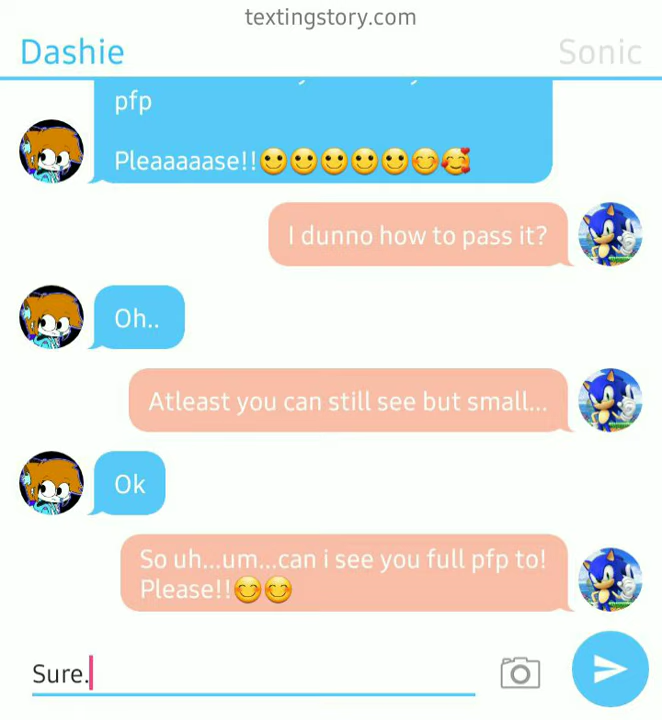 textingstory.com
Dashie
Sonic
pfp
Pleaaaaase!!🙂🙂🙂🙂🙂😊🥰
I dunno how to pass it?
Oh..
Atleast you can still see but small...
Ok
So uh...um...can i see you full pfp to!
Please!!😊😊
Sure.